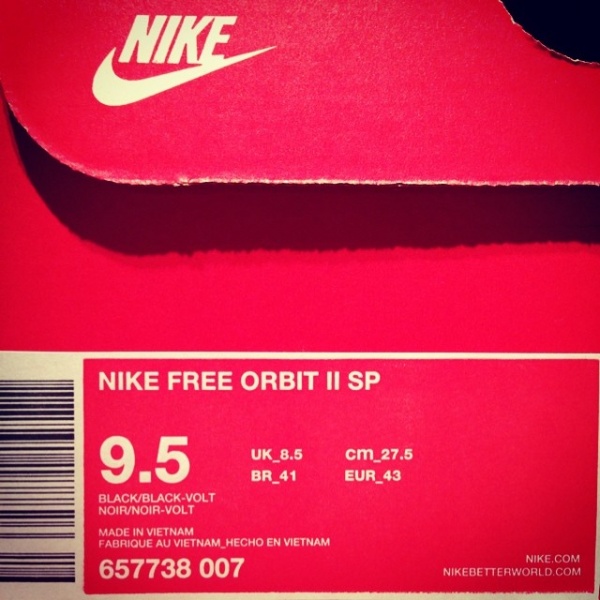 NIKE
NIKE FREE ORBIT II SP
9.5
UK_8.5 cm_27.5
BR_41 EUR_43
BLACK/BLACK-VOLT
NOIR/NOIR-VOLT
MADE IN VIETNAM
FABRIQUE AU VIETNAM_HECHO EN VIETNAM
657738 007
NIKE.COM
NIKEBETTERWORLD.COM